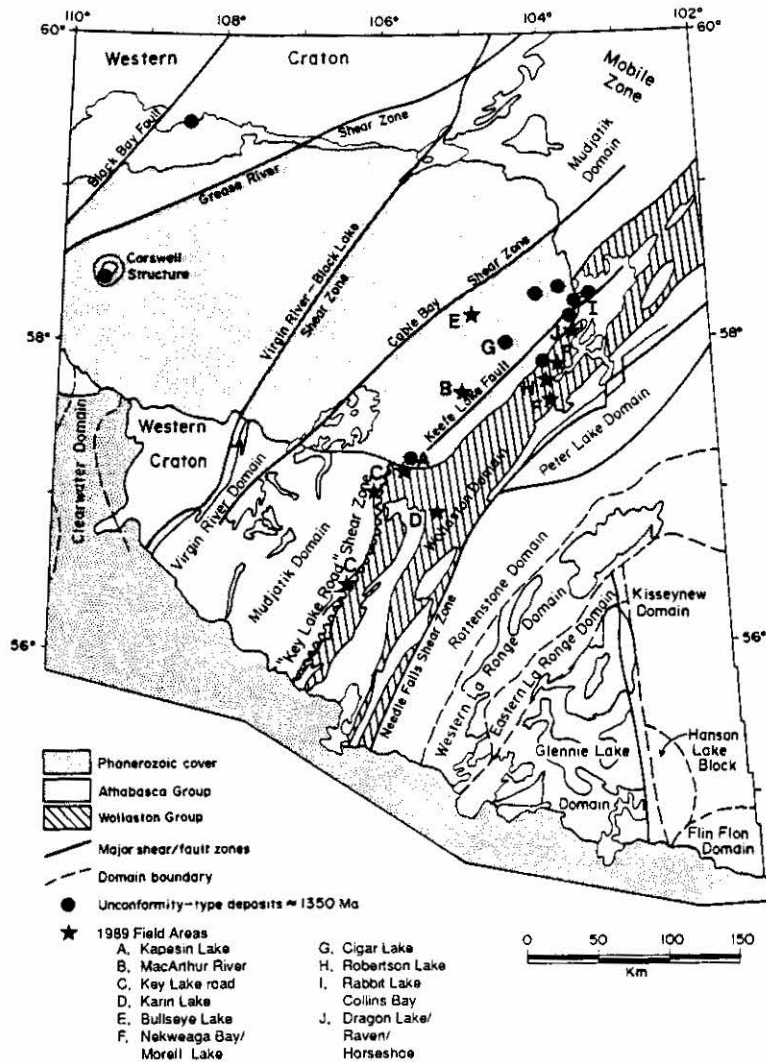 110° 108° 106° 104° 102°
60° 60°
Western Craton
Mobile Zone
Black Bay Fault
Shear Zone
Grease River
Mudjatik Domain
Carswell Structure
Virgin River-Black Lake Shear Zone
Cable Bay Shear Zone
E
I
J
58° 58°
G
F
B
H
Keefe Lake Fault
F
Clearwater Domain
Western Craton
A
Peter Lake Domain
C
Virgin River Domain
D
Wollaston Domain
Mudjatik Domain
C
"Key Lake Road" Shear Zone
Rottenstone Domain
Kisseynew Domain
56° 56°
Needle Falls Shear Zone
Western La Ronge Domain
Eastern La Ronge Domain
Hanson Lake Block
Glennie Lake Domain
Flin Flon Domain
Phanerozoic cover
Athabasca Group
Wollaston Group
Major shear/fault zones
Domain boundary
Unconformity-type deposits ≈ 1350 Ma
1989 Field Areas
A, Kapesin Lake
B, MacArthur River
C, Key Lake road
D, Karin Lake
E, Bullseye Lake
F, Nekweaga Bay/
Morell Lake
G, Cigar Lake
H, Robertson Lake
I, Rabbit Lake
Collins Bay
J, Dragon Lake/
Raven/
Horseshoe
0 50 100 150
Km